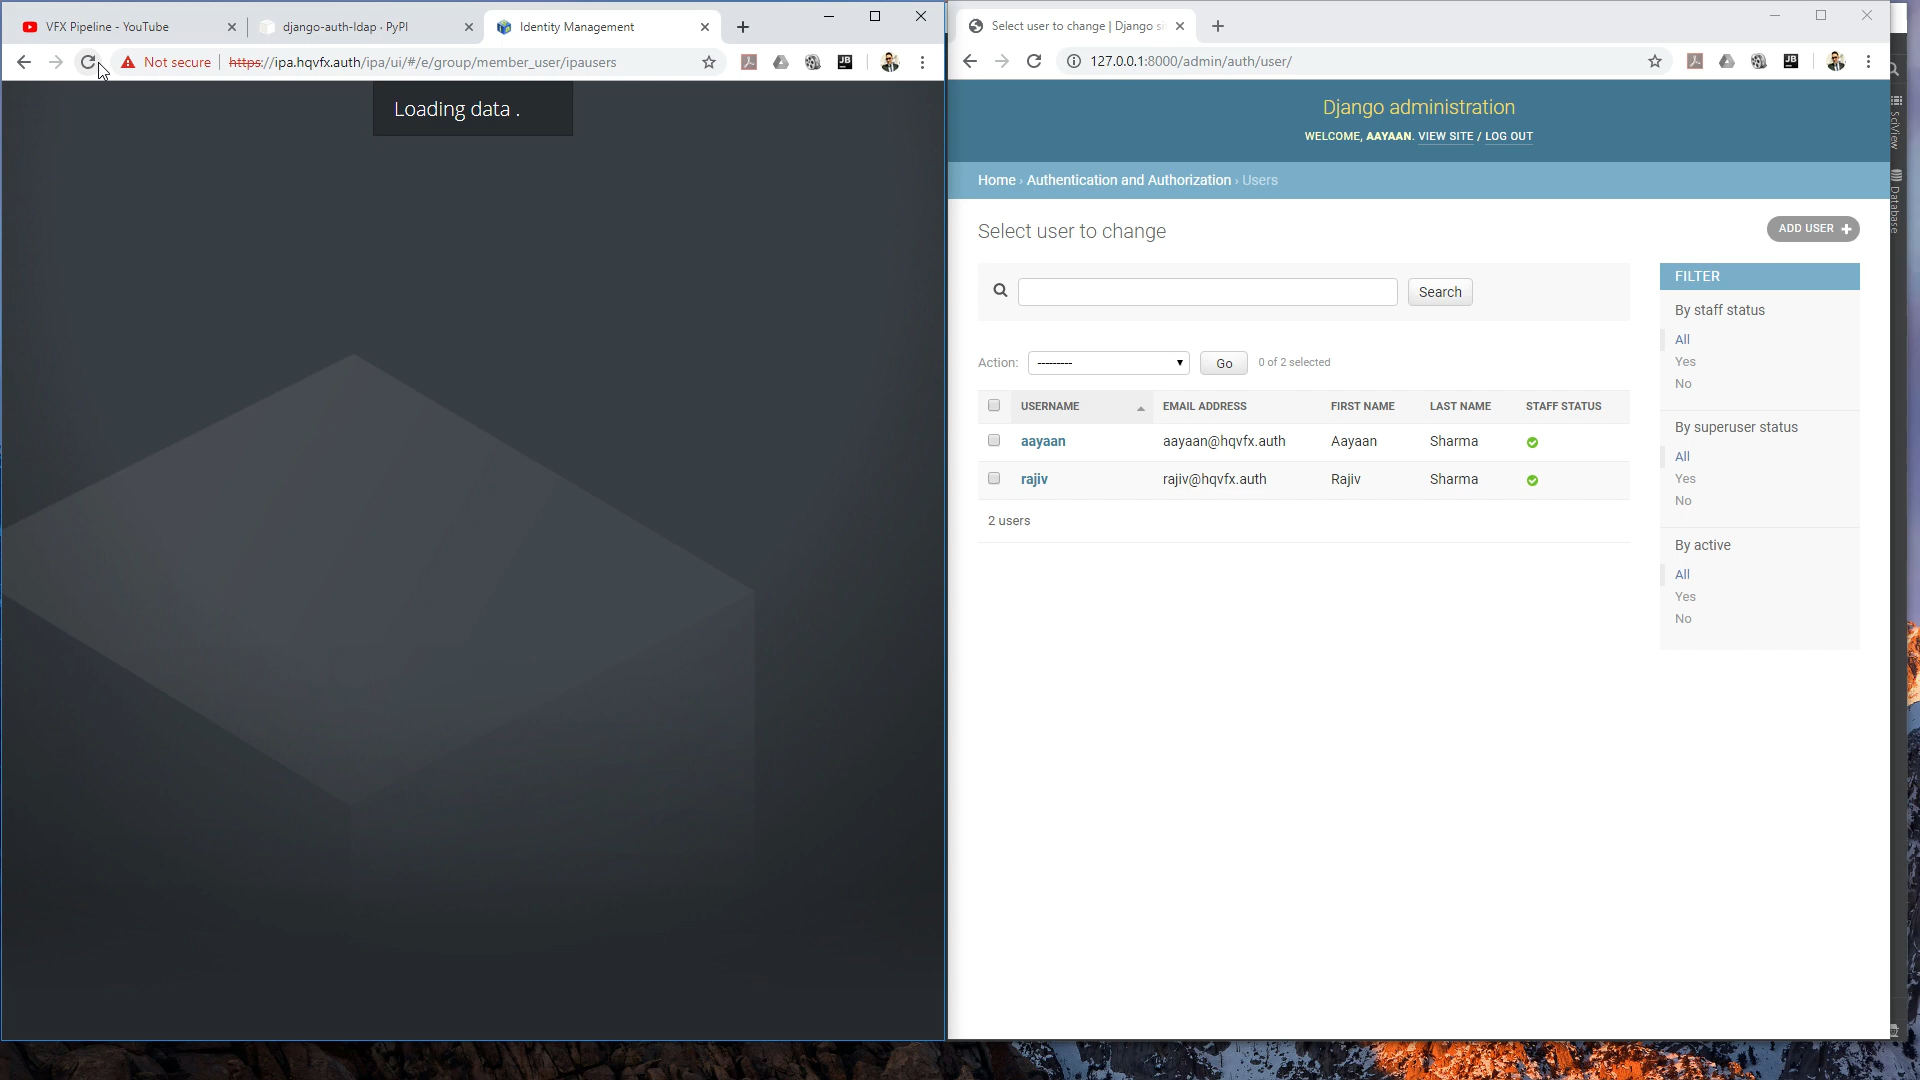 VFX Pipeline - YouTube
django-auth-ldap · PyPI
Identity Management
Not secure
https://ipa.hqvfx.auth/ipa/ui/#/e/group/member_user/ipausers
JB
Loading data .
Select user to change | Django si
127.0.0.1:8000/admin/auth/user/
JB
Django administration
WELCOME, AAYAAN. VIEW SITE / LOG OUT
Home › Authentication and Authorization › Users
Select user to change
ADD USER +
Search
Action: --------- Go 0 of 2 selected
USERNAME EMAIL ADDRESS FIRST NAME LAST NAME STAFF STATUS
aayaan aayaan@hqvfx.auth Aayaan Sharma
rajiv rajiv@hqvfx.auth Rajiv Sharma
2 users
FILTER
By staff status
All
Yes
No
By superuser status
All
Yes
No
By active
All
Yes
No
SciView
Database